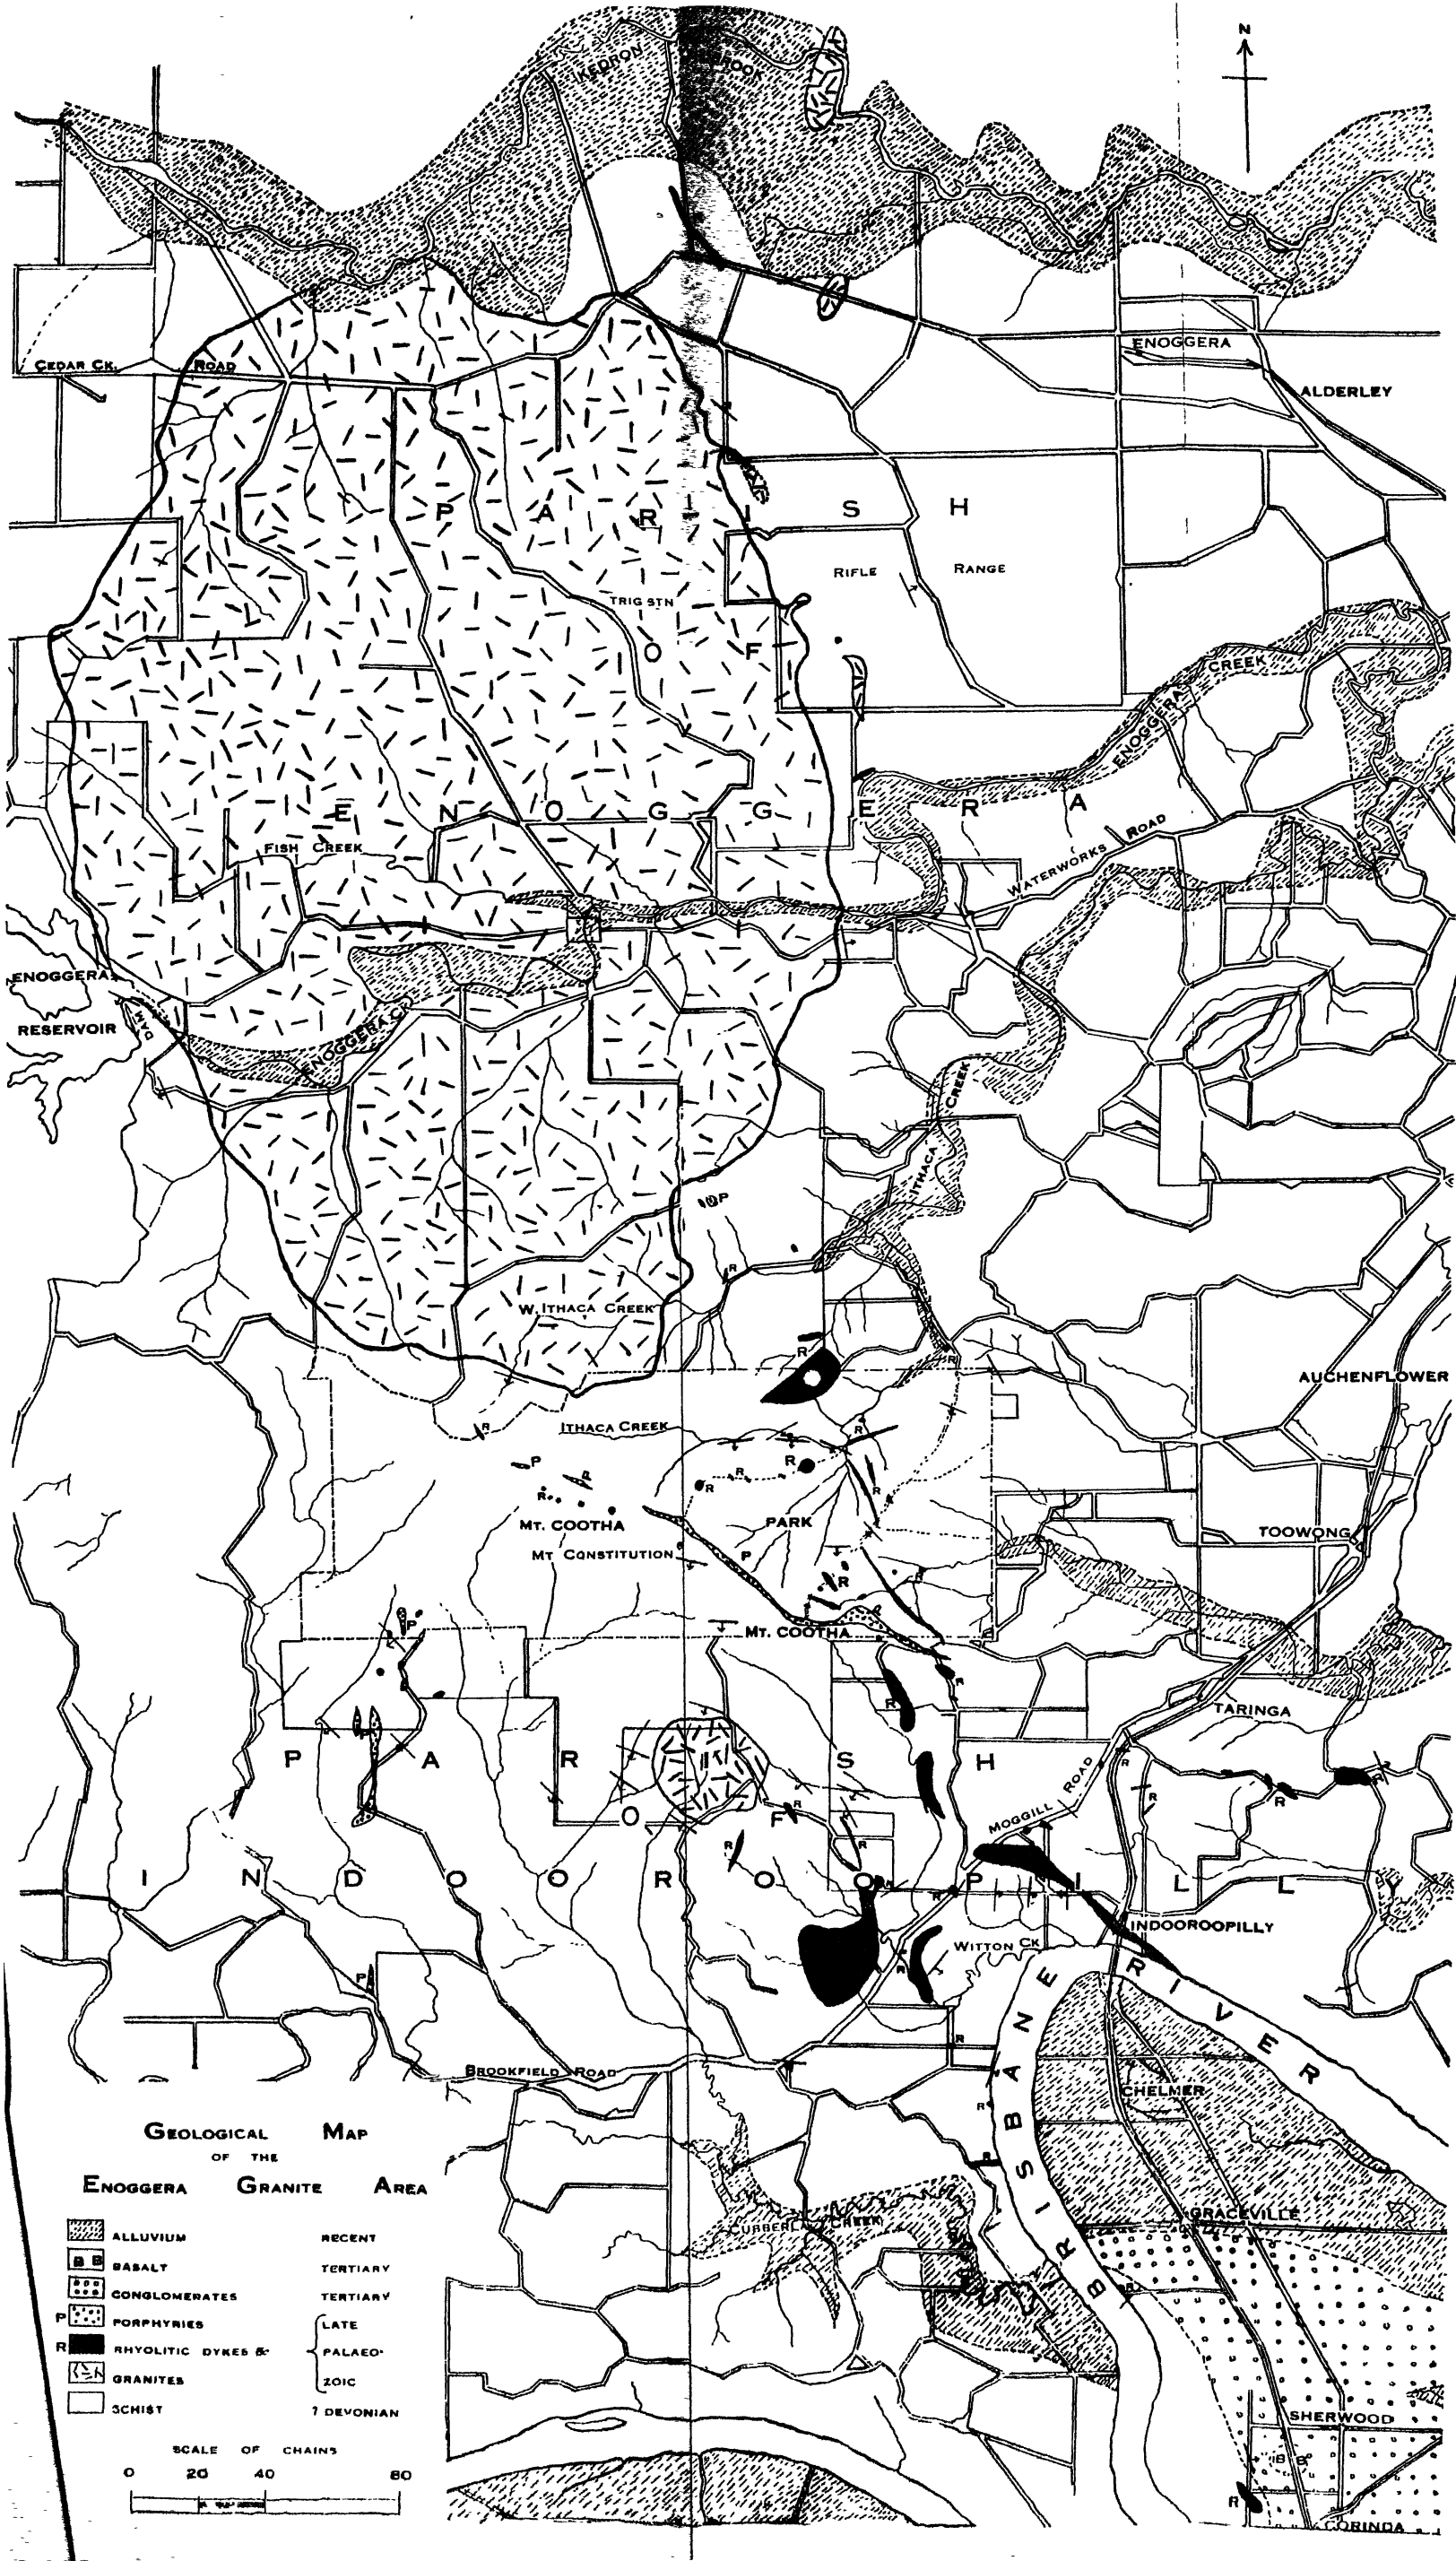 N
KEDRON BROOK
ENOGGERA
CEDAR CK. ROAD
ALDERLEY
P A R I S H
RIFLE RANGE
TRIG STN
O F
ENOGGERA CREEK
E N O G G E R A
WATERWORKS ROAD
FISH CREEK
ENOGGERA
RESERVOIR
DAM
ENOGGERA CK
ITHACA CREEK
P
R
W. ITHACA CREEK
R
R
AUCHENFLOWER
ITHACA CREEK
R
R
P
R
R
R
R
R
R
MT. COOTHA
PARK
TOOWONG
MT CONSTITUTION
P
R
R
P
R
MT. COOTHA
R
R
TARINGA
P A R I S H
R
R
R
MOGGILL ROAD
O F
R
R
R
I N D O O R O O P I L L Y
R
R
INDOOROOPILLY
WITTON CK
R
P
BRISBANE RIVER
R
BROOKFIELD ROAD
CHELMER
R
R
GRACEVILLE
CUBBERLA CREEK
R
SHERWOOD
B B
R
CORINDA
GEOLOGICAL MAP
OF THE
ENOGGERA GRANITE AREA
ALLUVIUM RECENT
B B BASALT TERTIARY
CONGLOMERATES TERTIARY
P PORPHYRIES LATE
R RHYOLITIC DYKES & PALAEO-
GRANITES ZOIC
SCHIST ? DEVONIAN
SCALE OF CHAINS
0 20 40 80